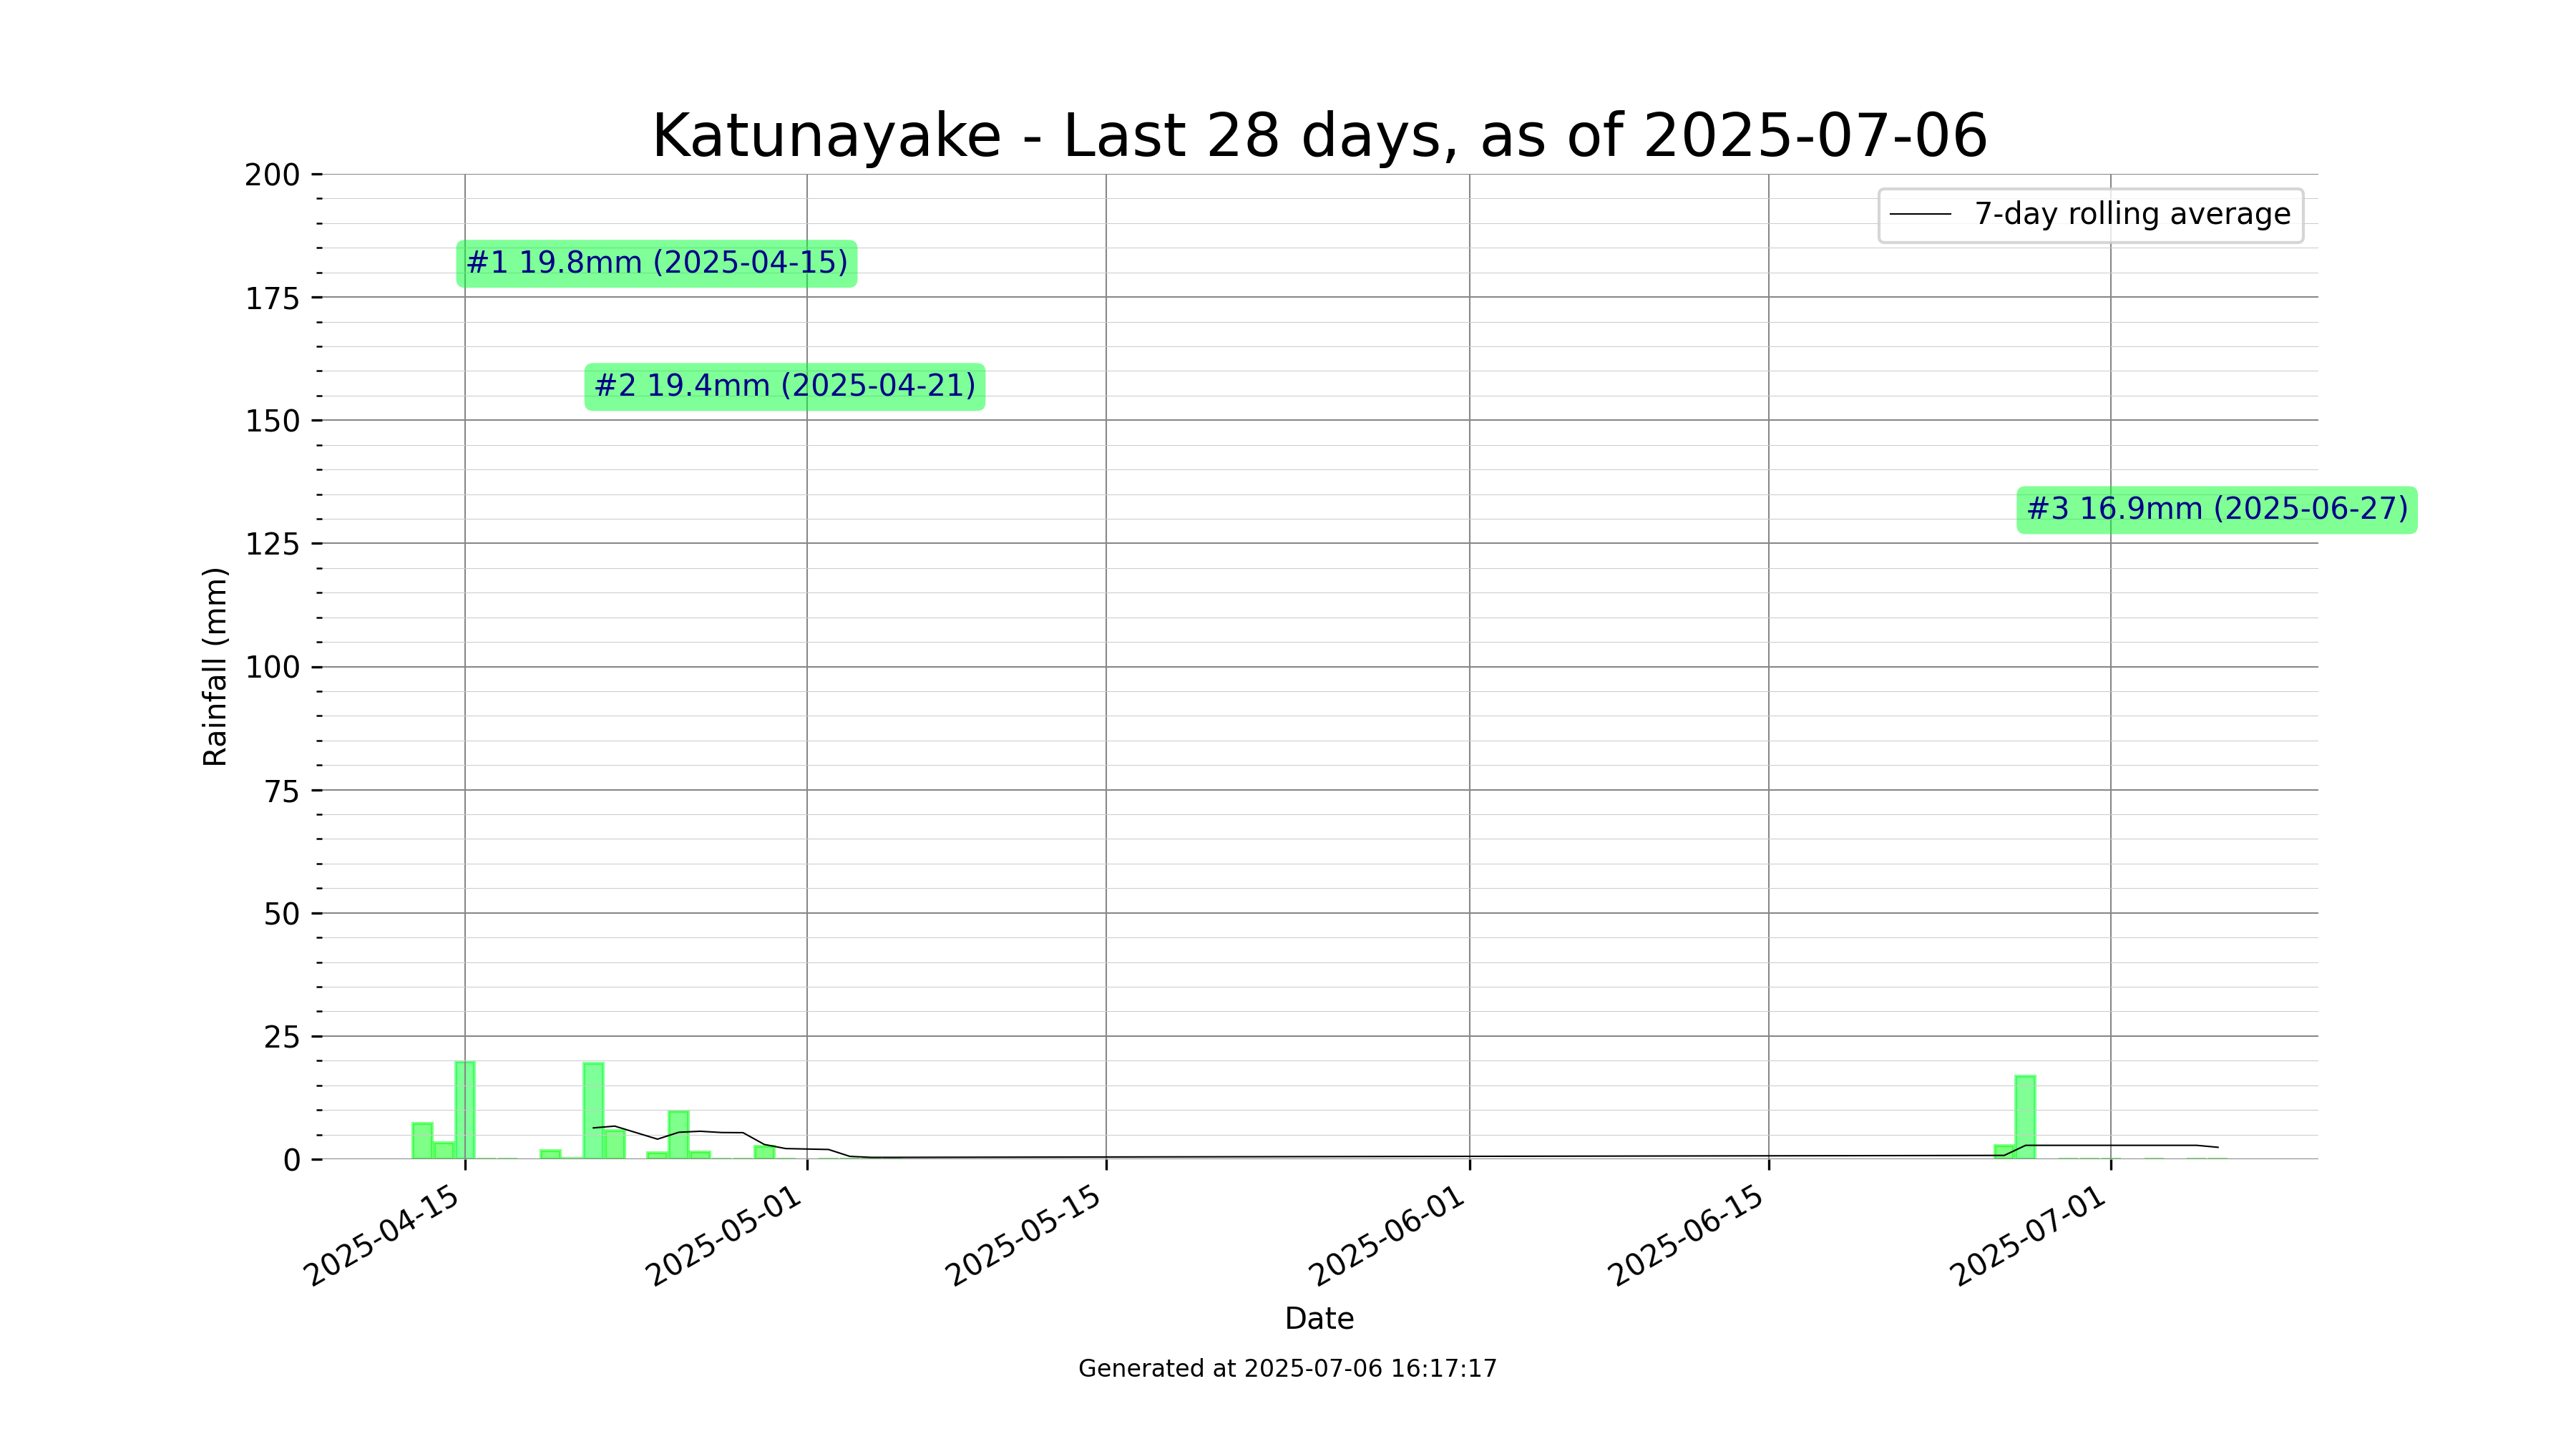 Katunayake - Last 28 days, as of 2025-07-06
7-day rolling average
#1 19.8mm (2025-04-15)
#2 19.4mm (2025-04-21)
#3 16.9mm (2025-06-27)
Rainfall (mm)
200
175
150
125
100
75
50
25
0
2025-04-15
2025-05-01
2025-05-15
2025-06-01
2025-06-15
2025-07-01
Date
Generated at 2025-07-06 16:17:17